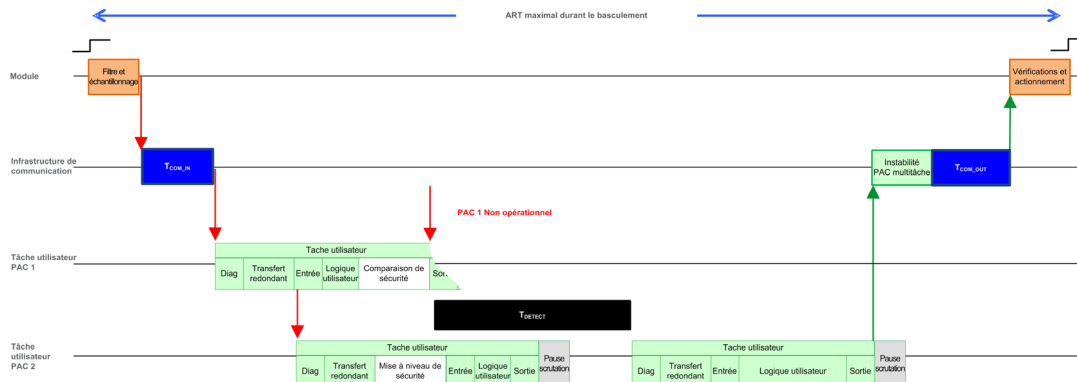 ART maximal durant le basculement
Module
Filtre et
échantillonnage
Vérifications et
actionnement
Infrastructure de
communication
TCOM_IN
Instabilité
PAC multitâche
TCOM_OUT
PAC 1 Non opérationnel
Tâche utilisateur
PAC 1
Tache utilisateur
Diag
Transfert
redondant
Entrée
Logique
utilisateur
Comparaison de
sécurité
Sort
TDETECT
Tâche
utilisateur
PAC 2
Tache utilisateur
Diag
Transfert
redondant
Mise à niveau de
sécurité
Entrée
Logique
utilisateur
Sortie
Pause
scrutation
Tache utilisateur
Diag
Transfert
redondant
Entrée
Logique utilisateur
Sortie
Pause
scrutation